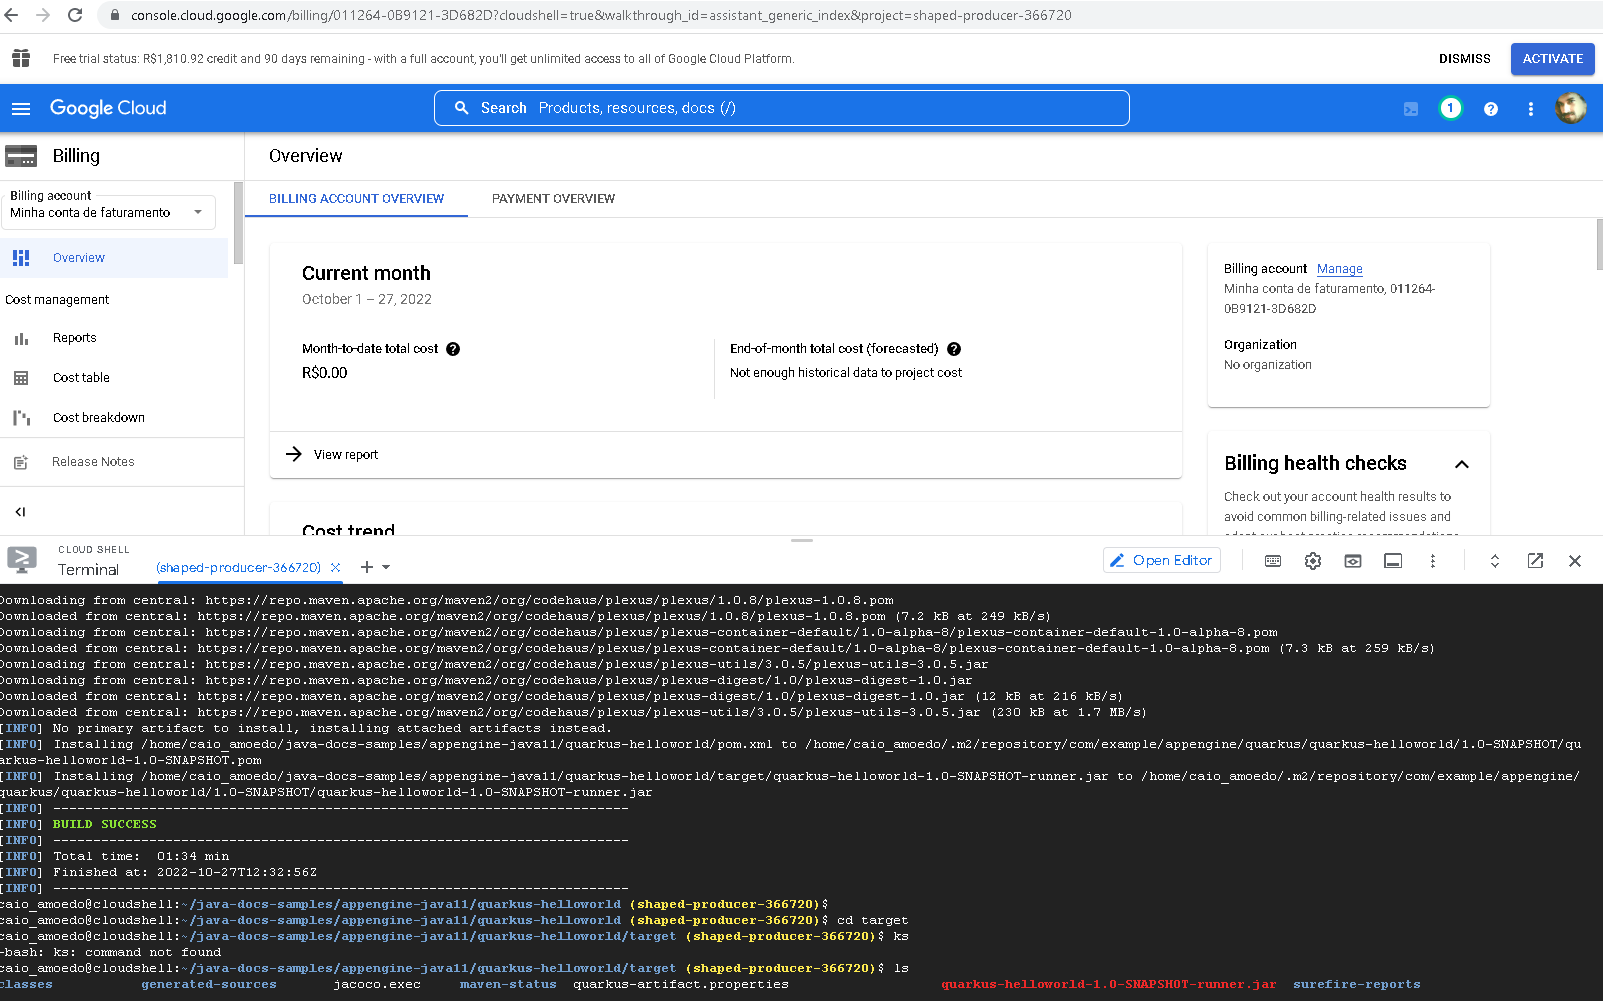 console.cloud.google.com/billing/011264-0B9121-3D682D?cloudshell=true&walkthrough_id=assistant_generic_index&project=shaped-producer-366720
Free trial status: R$1,810.92 credit and 90 days remaining - with a full account, you'll get unlimited access to all of Google Cloud Platform.
DISMISS
ACTIVATE
Google Cloud
Search Products, resources, docs (/)
1
Billing
Overview
Billing account
Minha conta de faturamento
BILLING ACCOUNT OVERVIEW
PAYMENT OVERVIEW
Overview
Cost management
Reports
Cost table
Cost breakdown
Release Notes
Current month
October 1 – 27, 2022
Month-to-date total cost
R$0.00
End-of-month total cost (forecasted)
Not enough historical data to project cost
View report
Cost trend
Billing account Manage
Minha conta de faturamento, 011264-
0B9121-3D682D
Organization
No organization
Billing health checks
Check out your account health results to
avoid common billing-related issues and
adopt our best practice recommendations
CLOUD SHELL
Terminal
(shaped-producer-366720)
Open Editor
Downloading from central: https://repo.maven.apache.org/maven2/org/codehaus/plexus/plexus/1.0.8/plexus-1.0.8.pom
Downloaded from central: https://repo.maven.apache.org/maven2/org/codehaus/plexus/plexus/1.0.8/plexus-1.0.8.pom (7.2 kB at 249 kB/s)
Downloading from central: https://repo.maven.apache.org/maven2/org/codehaus/plexus/plexus-container-default/1.0-alpha-8/plexus-container-default-1.0-alpha-8.pom
Downloaded from central: https://repo.maven.apache.org/maven2/org/codehaus/plexus/plexus-container-default/1.0-alpha-8/plexus-container-default-1.0-alpha-8.pom (7.3 kB at 259 kB/s)
Downloading from central: https://repo.maven.apache.org/maven2/org/codehaus/plexus/plexus-utils/3.0.5/plexus-utils-3.0.5.jar
Downloading from central: https://repo.maven.apache.org/maven2/org/codehaus/plexus/plexus-digest/1.0/plexus-digest-1.0.jar
Downloaded from central: https://repo.maven.apache.org/maven2/org/codehaus/plexus/plexus-digest/1.0/plexus-digest-1.0.jar (12 kB at 216 kB/s)
Downloaded from central: https://repo.maven.apache.org/maven2/org/codehaus/plexus/plexus-utils/3.0.5/plexus-utils-3.0.5.jar (230 kB at 1.7 MB/s)
[INFO] No primary artifact to install, installing attached artifacts instead.
[INFO] Installing /home/caio_amoedo/java-docs-samples/appengine-java11/quarkus-helloworld/pom.xml to /home/caio_amoedo/.m2/repository/com/example/appengine/quarkus/quarkus-helloworld/1.0-SNAPSHOT/qu
arkus-helloworld-1.0-SNAPSHOT.pom
[INFO] Installing /home/caio_amoedo/java-docs-samples/appengine-java11/quarkus-helloworld/target/quarkus-helloworld-1.0-SNAPSHOT-runner.jar to /home/caio_amoedo/.m2/repository/com/example/appengine/
quarkus/quarkus-helloworld/1.0-SNAPSHOT/quarkus-helloworld-1.0-SNAPSHOT-runner.jar
[INFO] ------------------------------------------------------------------------
[INFO] BUILD SUCCESS
[INFO] ------------------------------------------------------------------------
[INFO] Total time:  01:34 min
[INFO] Finished at: 2022-10-27T12:32:56Z
[INFO] ------------------------------------------------------------------------
caio_amoedo@cloudshell:~/java-docs-samples/appengine-java11/quarkus-helloworld (shaped-producer-366720)$
caio_amoedo@cloudshell:~/java-docs-samples/appengine-java11/quarkus-helloworld (shaped-producer-366720)$ cd target
caio_amoedo@cloudshell:~/java-docs-samples/appengine-java11/quarkus-helloworld/target (shaped-producer-366720)$ ks
-bash: ks: command not found
caio_amoedo@cloudshell:~/java-docs-samples/appengine-java11/quarkus-helloworld/target (shaped-producer-366720)$ ls
classes generated-sources jacoco.exec maven-status quarkus-artifact.properties quarkus-helloworld-1.0-SNAPSHOT-runner.jar surefire-reports